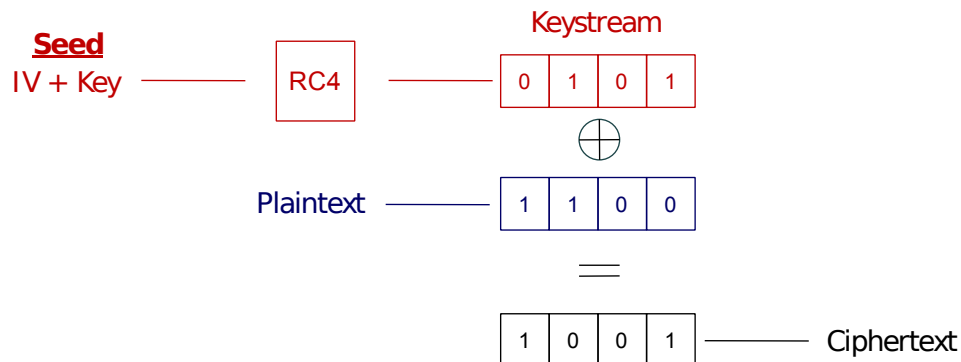 Keystream
Seed
IV + Key
RC4
0 1 0 1
Plaintext
1 1 0 0
1 0 0 1
Ciphertext